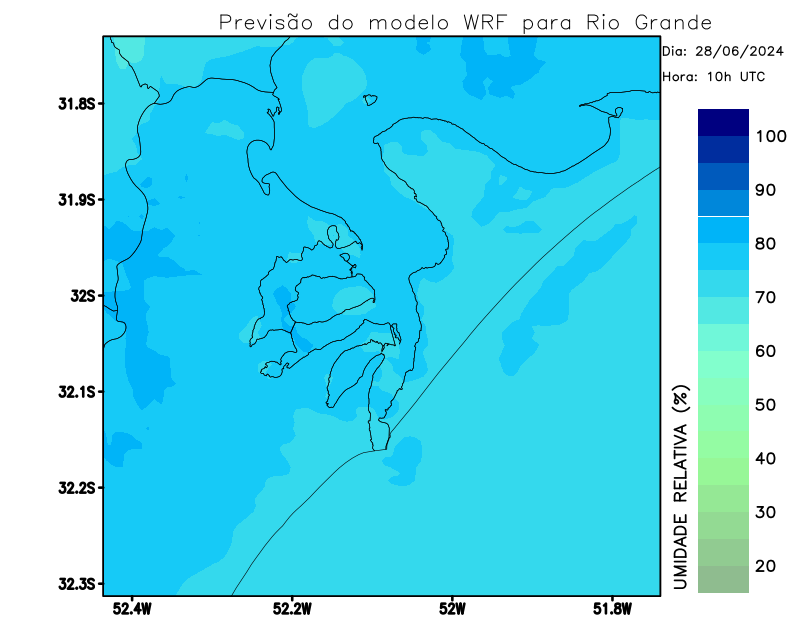 Previsão do modelo WRF para Rio Grande
Dia: 28/06/2024
Hora: 10h UTC
31.8S
31.9S
32S
32.1S
32.2S
32.3S
52.4W
52.2W
52W
51.8W
100
90
80
70
60
50
40
30
20
UMIDADE RELATIVA (%)